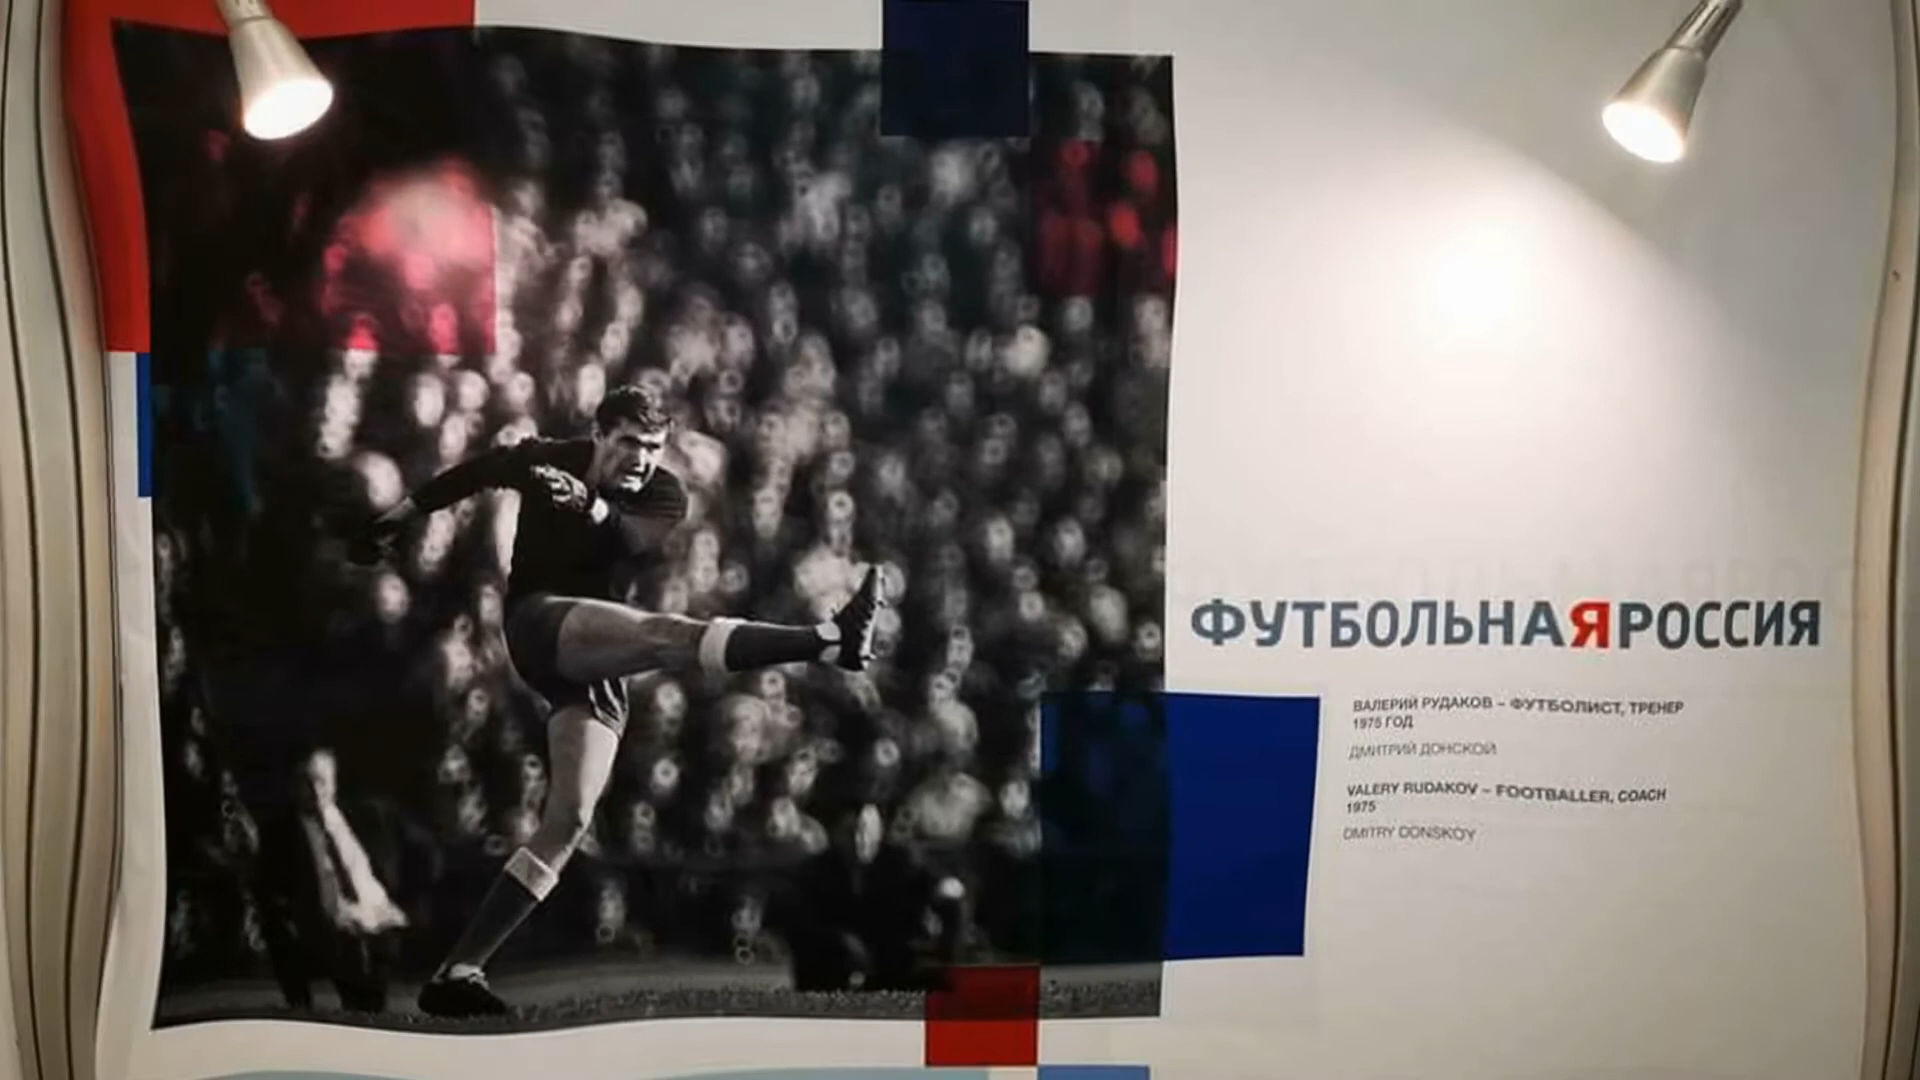 ФУТБОЛЬНАЯРОССИЯ
ВАЛЕРИЙ РУДАКОВ – ФУТБОЛИСТ, ТРЕНЕР
1975 ГОД
ДМИТРИЙ ДОНСКОЙ
VALERY RUDAKOV – FOOTBALLER, COACH
1975
DMITRY DONSKOY